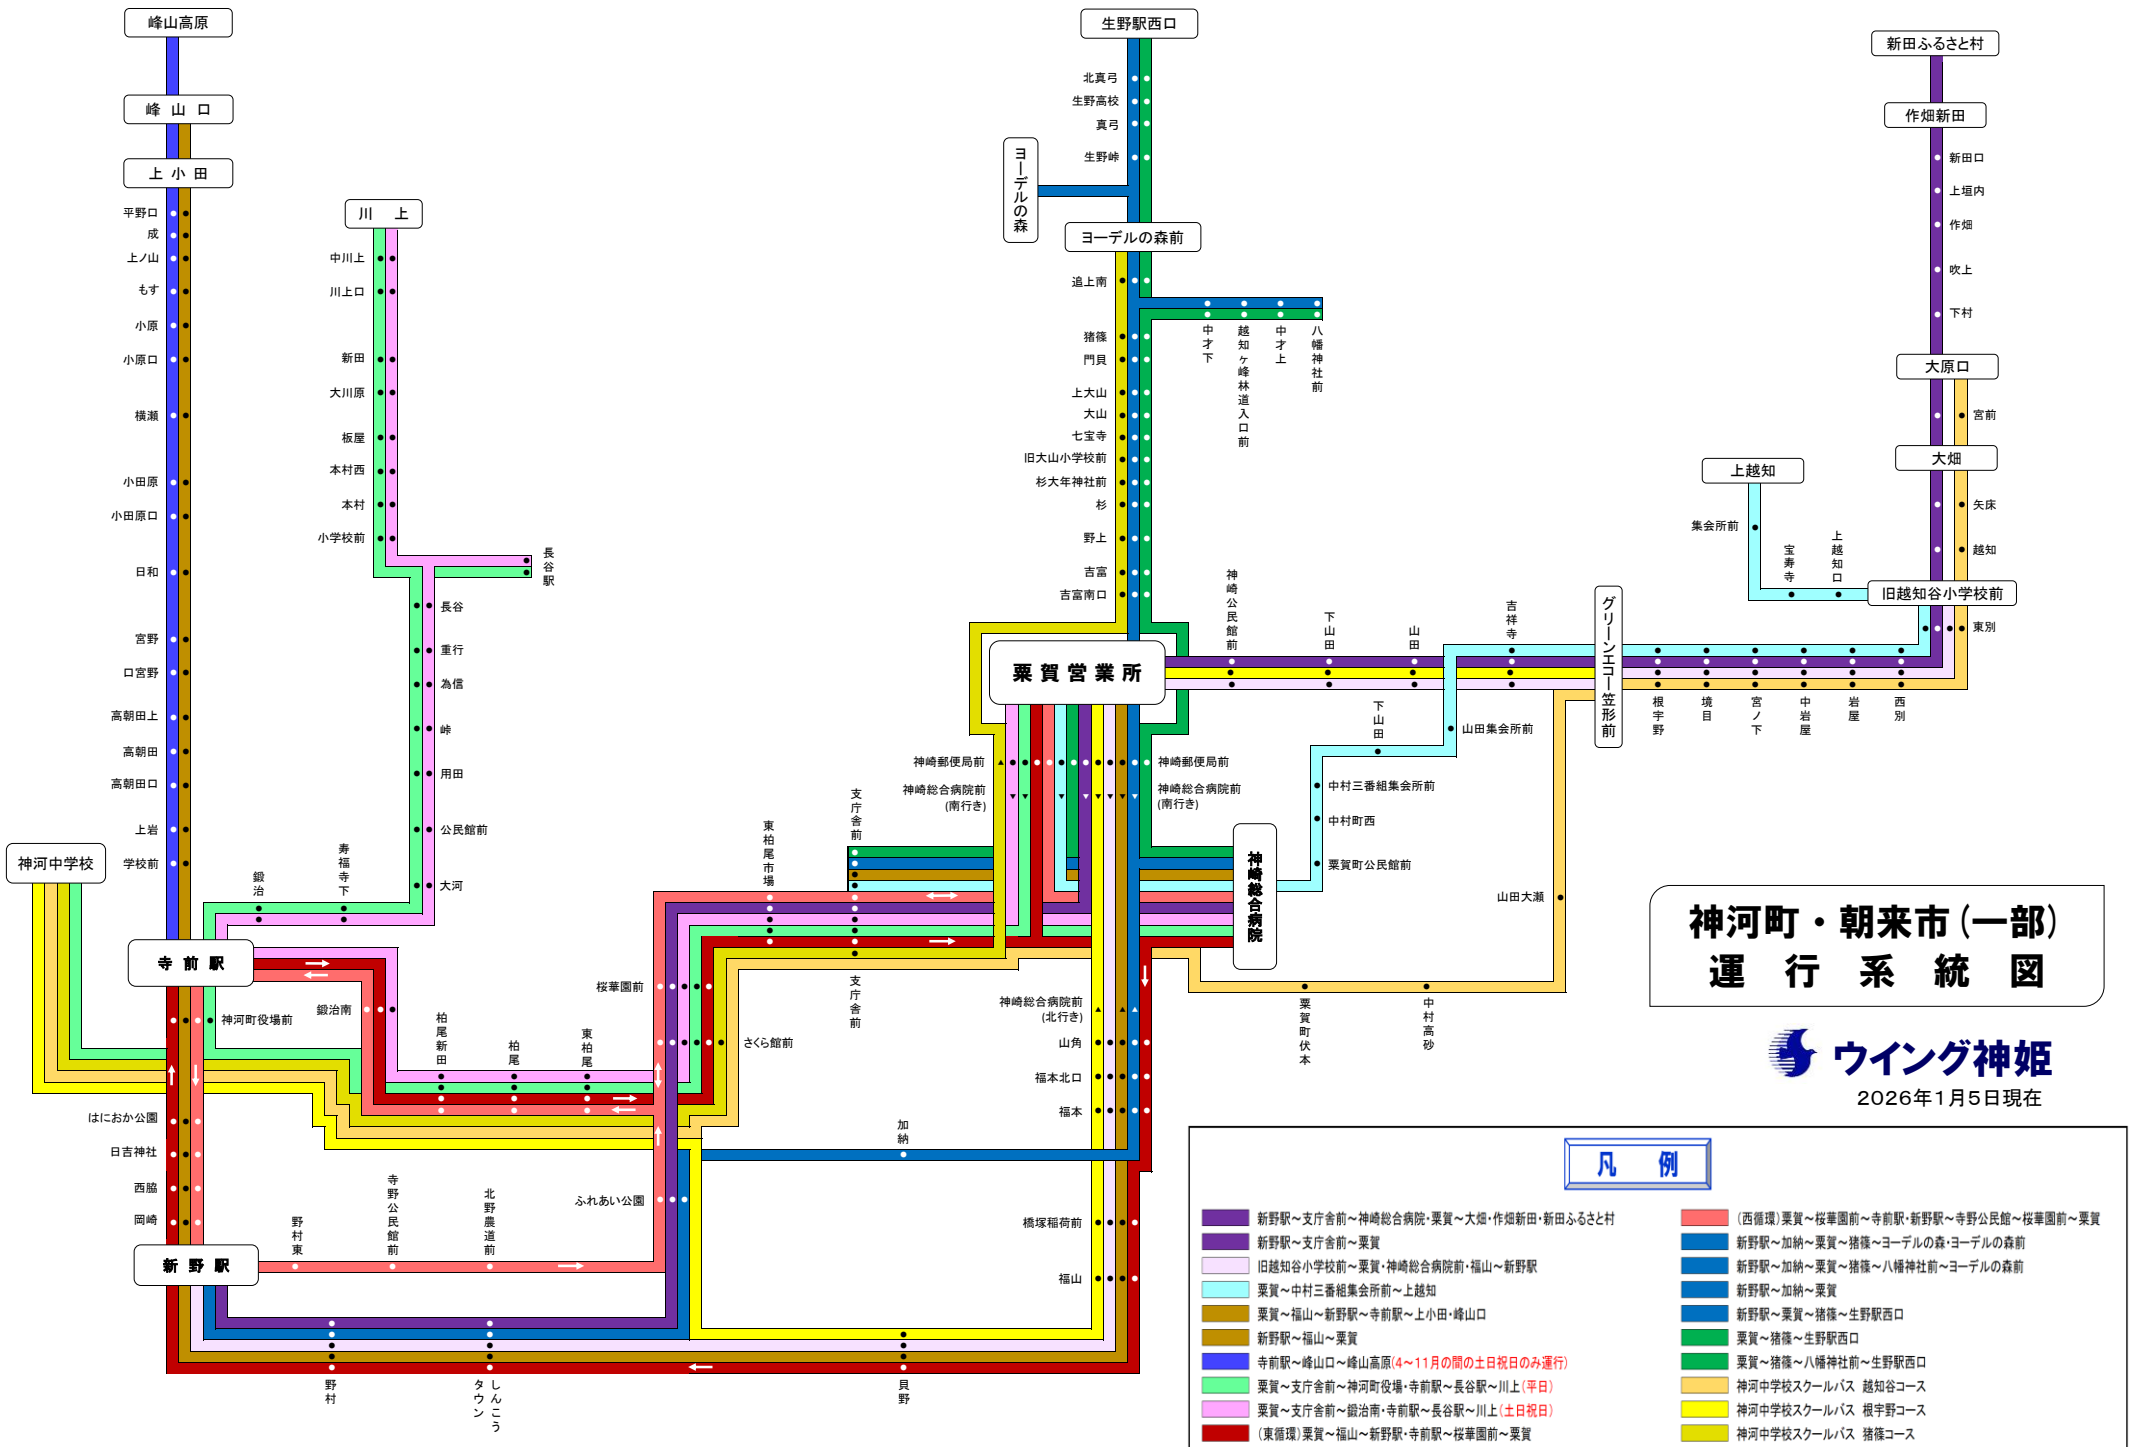 峰山高原
峰山口
上小田
平野口
成
上ノ山
もす
小原
小原口
横瀬
小田原
小田原口
日和
宮野
口宮野
高朝田上
高朝田
高朝田口
上岩
学校前
神河中学校
寺前駅
神河町役場前
はにおか公園
日吉神社
西脇
岡崎
新野駅
川上
中川上
川上口
新田
大川原
板屋
本村西
本村
小学校前
長谷駅
長谷
重行
為信
峠
用田
公民館前
大河
鍛治
寿福寺下
鍛治南
柏尾新田
柏尾
東柏尾
桜華園前
さくら館前
東柏尾市場
支庁舎前
支庁舎前
ふれあい公園
加納
野村東
寺野公民館前
北野農道前
野村
しんこうタウン
貝野
生野駅西口
北真弓
生野高校
真弓
生野峠
ヨーデルの森
ヨーデルの森前
追上南
猪篠
門貝
上大山
大山
七宝寺
旧大山小学校前
杉大年神社前
杉
野上
吉富
吉富南口
中才下
越知ヶ峰林道入口前
中才上
八幡神社前
粟賀営業所
神崎郵便局前
神崎総合病院前
(南行き)
神崎郵便局前
神崎総合病院前
(南行き)
神崎総合病院
神崎総合病院前
(北行き)
山角
福本北口
福本
橋塚稲荷前
福山
神崎公民館前
下山田
山田
吉祥寺
下山田
山田集会所前
中村三番組集会所前
中村町西
粟賀町公民館前
山田大瀬
粟賀町伏本
中村高砂
グリーンエコー笠形前
根宇野
境目
宮ノ下
中岩屋
岩屋
西別
新田ふるさと村
作畑新田
新田口
上垣内
作畑
吹上
下村
大原口
宮前
大畑
矢床
越知
旧越知谷小学校前
東別
上越知
集会所前
宝寿寺
上越知口
神河町・朝来市(一部)
運行系統図
ウイング神姫
2026年1月5日現在
凡例
新野駅～支庁舎前～神崎総合病院・粟賀～大畑・作畑新田・新田ふるさと村
新野駅～支庁舎前～粟賀
旧越知谷小学校前～粟賀・神崎総合病院前・福山～新野駅
粟賀～中村三番組集会所前～上越知
粟賀～福山～新野駅～寺前駅～上小田・峰山口
新野駅～福山～粟賀
寺前駅～峰山口～峰山高原(4～11月の間の土日祝日のみ運行)
粟賀～支庁舎前～神河町役場・寺前駅～長谷駅～川上(平日)
粟賀～支庁舎前～鍛治南・寺前駅～長谷駅～川上(土日祝日)
(東循環)粟賀～福山～新野駅・寺前駅～桜華園前～粟賀
(西循環)粟賀～桜華園前～寺前駅・新野駅～寺野公民館～桜華園前～粟賀
新野駅～加納～粟賀～猪篠～ヨーデルの森・ヨーデルの森前
新野駅～加納～粟賀～猪篠～八幡神社前～ヨーデルの森前
新野駅～加納～粟賀
新野駅～粟賀～猪篠～生野駅西口
粟賀～猪篠～生野駅西口
粟賀～猪篠～八幡神社前～生野駅西口
神河中学校スクールバス 越知谷コース
神河中学校スクールバス 根宇野コース
神河中学校スクールバス 猪篠コース